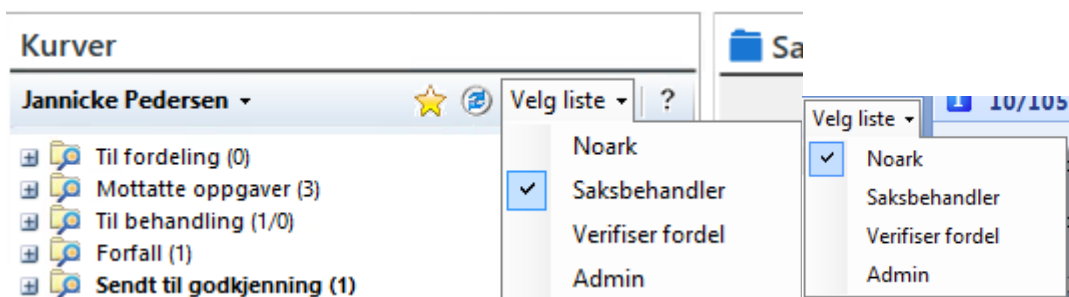 Kurver
Sa
Jannicke Pedersen
Velg liste
?
Til fordeling (0)
Mottatte oppgaver (3)
Til behandling (1/0)
Forfall (1)
Sendt til godkjenning (1)
Noark
Saksbehandler
Verifiser fordel
Admin
10/105
Velg liste
Noark
Saksbehandler
Verifiser fordel
Admin